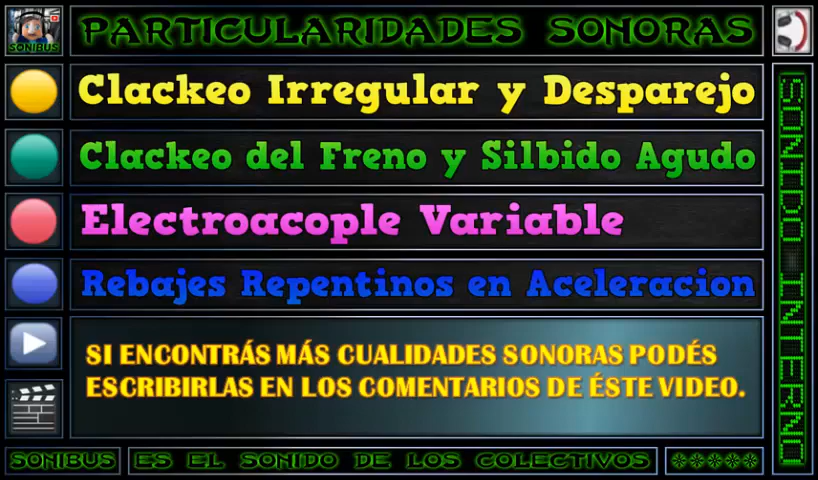 SONIBUS
PARTICULARIDADES SONORAS
Clackeo Irregular y Desparejo
Clackeo del Freno y Silbido Agudo
Electroacople Variable
Rebajes Repentinos en Aceleracion
SI ENCONTRÁS MÁS CUALIDADES SONORAS PODÉS
ESCRIBIRLAS EN LOS COMENTARIOS DE ÉSTE VIDEO.
SONIDO INTERNO
SONIBUS ES EL SONIDO DE LOS COLECTIVOS *****